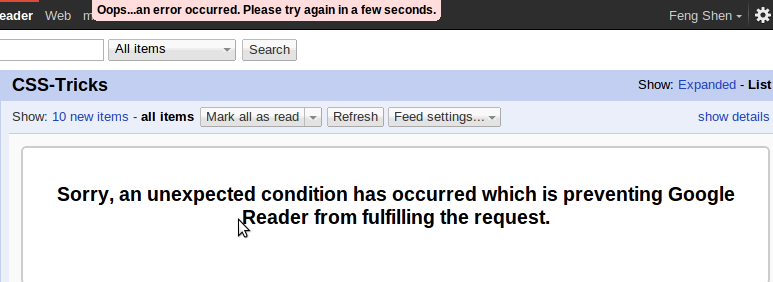 eader Web m Oops...an error occurred. Please try again in a few seconds. Feng Shen
All items Search
CSS-Tricks Show: Expanded - List
Show: 10 new items - all items Mark all as read Refresh Feed settings... show details
Sorry, an unexpected condition has occurred which is preventing Google
Reader from fulfilling the request.